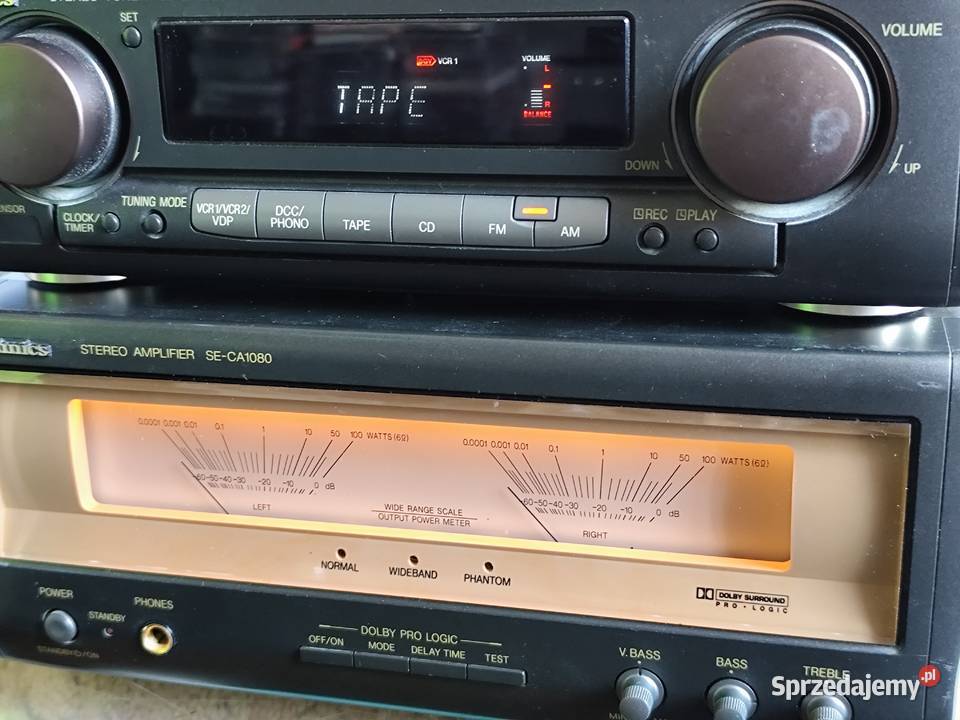 SET
VOLUME
VCR 1
VOLUME
L
TAPE
R
BALANCE
DOWN
UP
CLOCK/
TIMER
TUNING MODE
VCR1/VCR2/
VDP
DCC/
PHONO
TAPE
CD
FM
AM
REC
PLAY
STEREO AMPLIFIER SE-CA1080
0.0001 0.001 0.01 0.1 1 10 50 100 WATTS (6Ω)
-60 -50 -40 -30 -20 -10 0 dB
LEFT
0.0001 0.001 0.01 0.1 1 10 50 100 WATTS (6Ω)
-60 -50 -40 -30 -20 -10 0 dB
RIGHT
WIDE RANGE SCALE
OUTPUT POWER METER
NORMAL
WIDEBAND
PHANTOM
DOLBY SURROUND
PRO • LOGIC
POWER
STANDBY
PHONES
DOLBY PRO LOGIC
OFF/ON
MODE
DELAY TIME
TEST
V.BASS
BASS
TREBLE
Sprzedajemy.pl